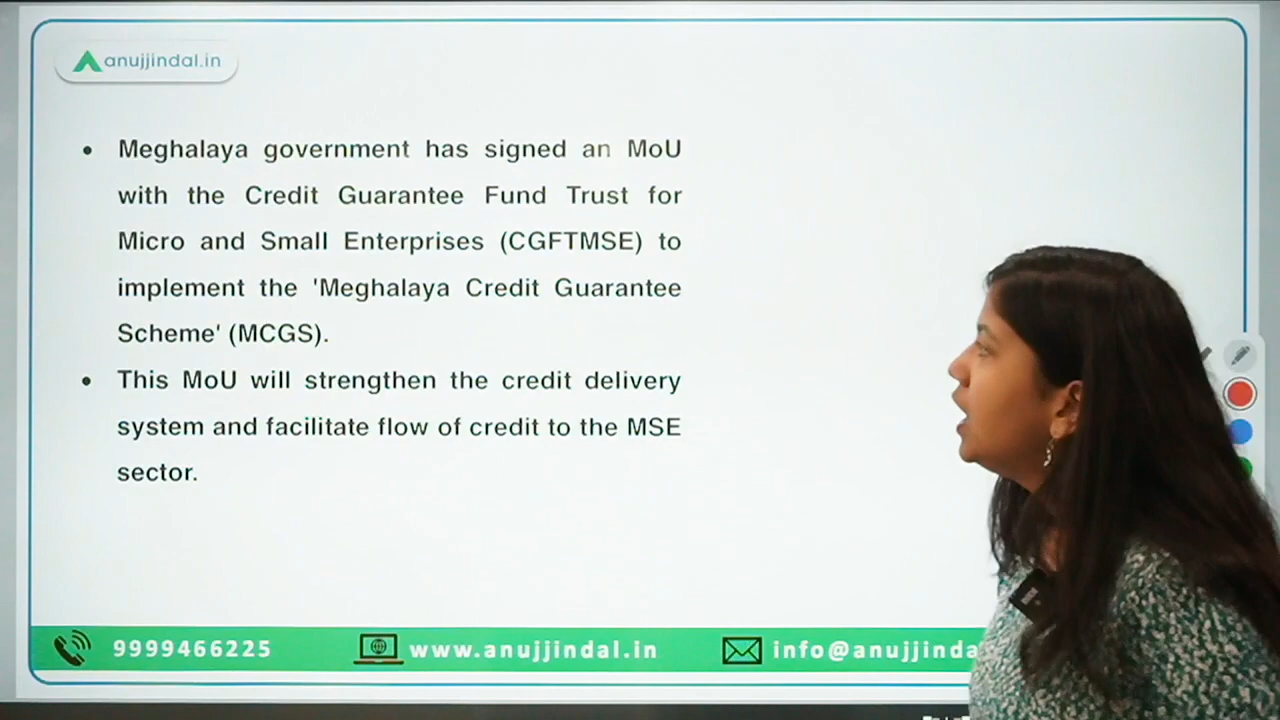 anujjindal.in
• Meghalaya government has signed an MoU
with the Credit Guarantee Fund Trust for
Micro and Small Enterprises (CGFTMSE) to
implement the 'Meghalaya Credit Guarantee
Scheme' (MCGS).
• This MoU will strengthen the credit delivery
system and facilitate flow of credit to the MSE
sector.
9999466225
www.anujjindal.in
info@anujjinda